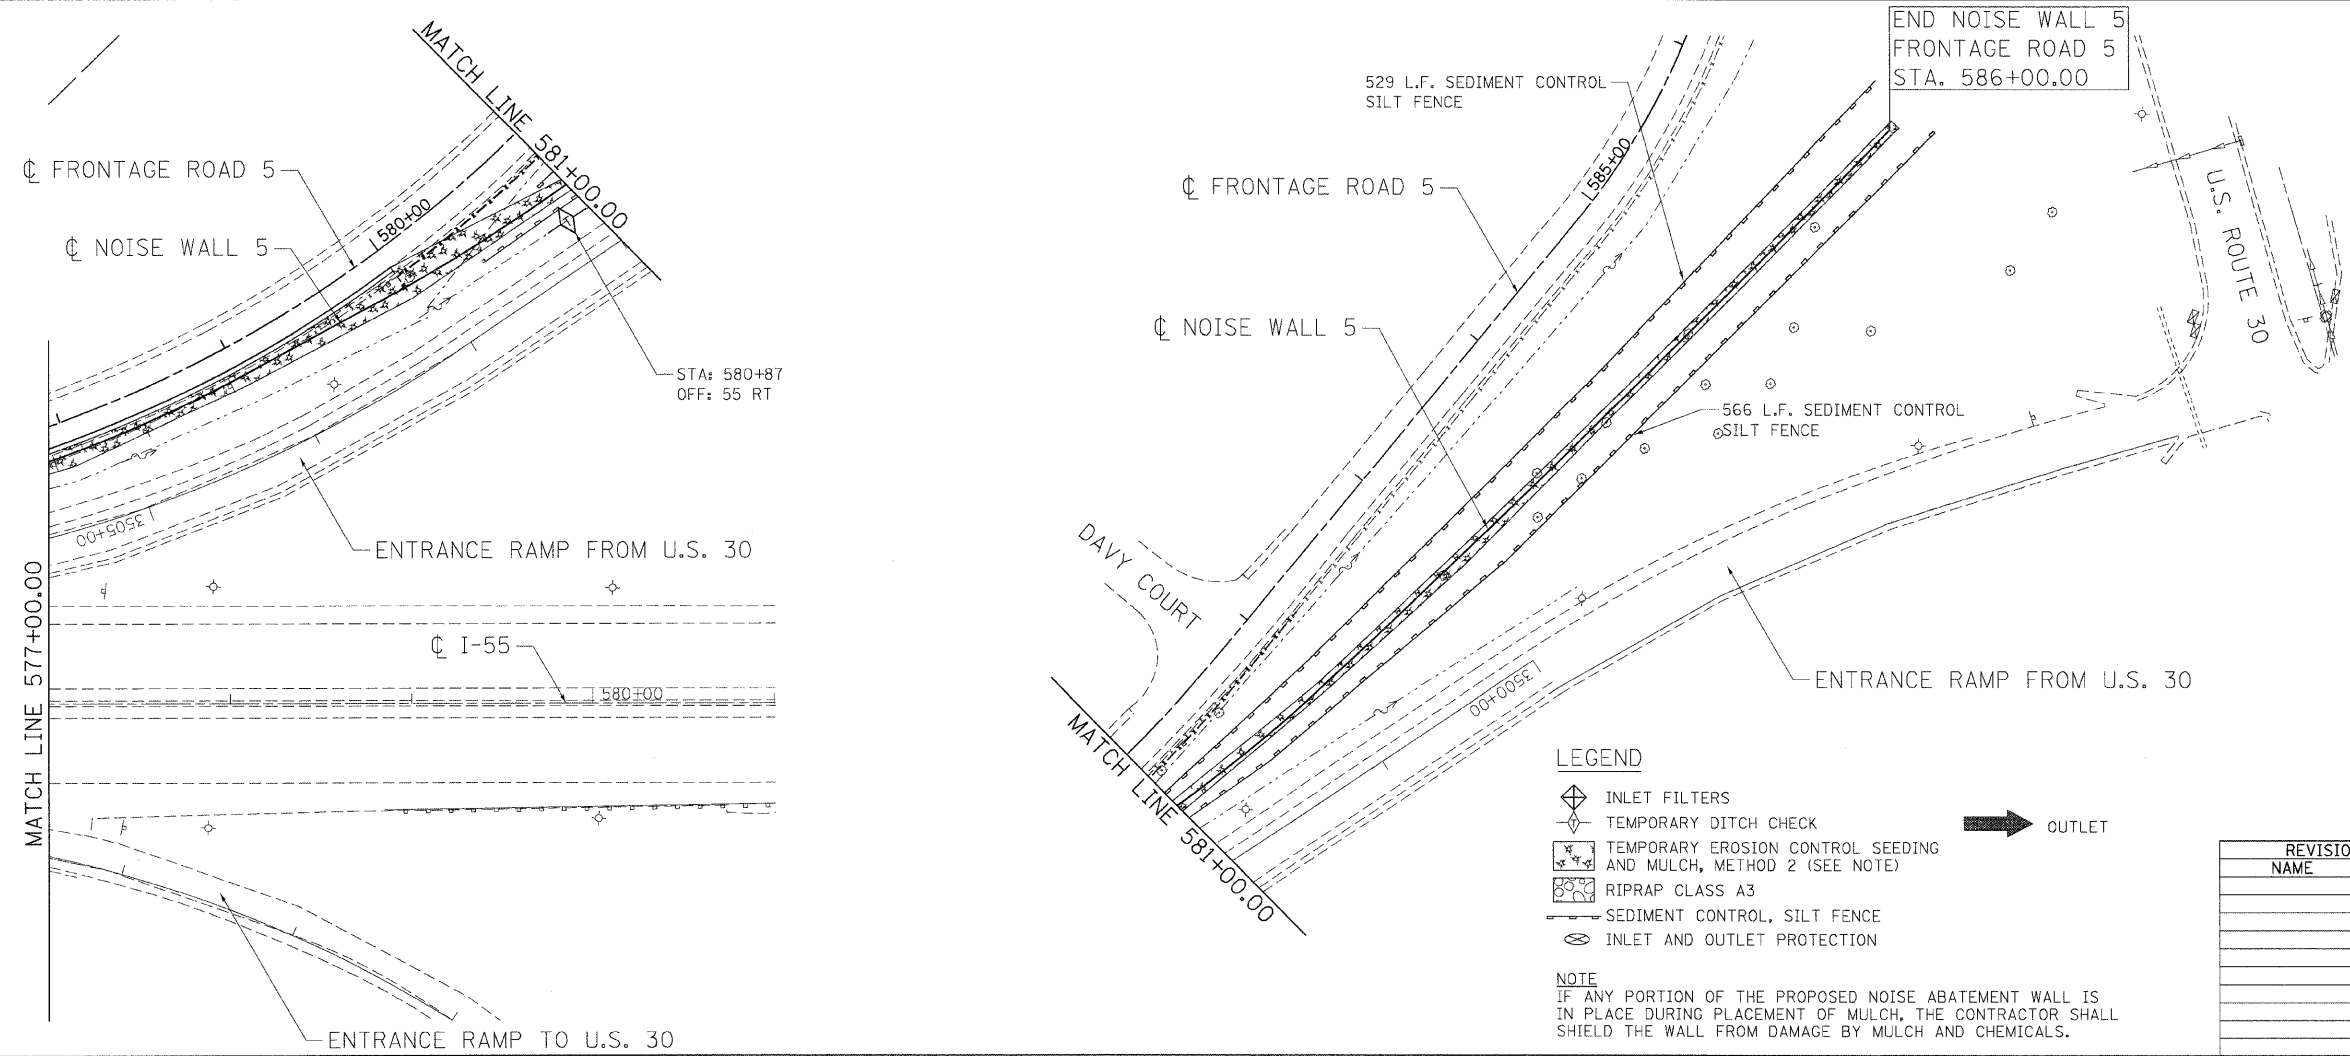 MATCH LINE 581+00.00
℄ FRONTAGE ROAD 5
580+00
℄ NOISE WALL 5
STA: 580+87
OFF: 55 RT
3505+00
ENTRANCE RAMP FROM U.S. 30
MATCH LINE 577+00.00
℄ I-55
580+00
ENTRANCE RAMP TO U.S. 30
END NOISE WALL 5
FRONTAGE ROAD 5
STA. 586+00.00
529 L.F. SEDIMENT CONTROL
SILT FENCE
585+00
℄ FRONTAGE ROAD 5
U.S. ROUTE 30
℄ NOISE WALL 5
566 L.F. SEDIMENT CONTROL
SILT FENCE
DAVY COURT
3500+00
ENTRANCE RAMP FROM U.S. 30
MATCH LINE 581+00.00
LEGEND
INLET FILTERS
T TEMPORARY DITCH CHECK
OUTLET
TEMPORARY EROSION CONTROL SEEDING
AND MULCH, METHOD 2 (SEE NOTE)
RIPRAP CLASS A3
SEDIMENT CONTROL, SILT FENCE
INLET AND OUTLET PROTECTION
NOTE
IF ANY PORTION OF THE PROPOSED NOISE ABATEMENT WALL IS
IN PLACE DURING PLACEMENT OF MULCH, THE CONTRACTOR SHALL
SHIELD THE WALL FROM DAMAGE BY MULCH AND CHEMICALS.
REVISIO
NAME